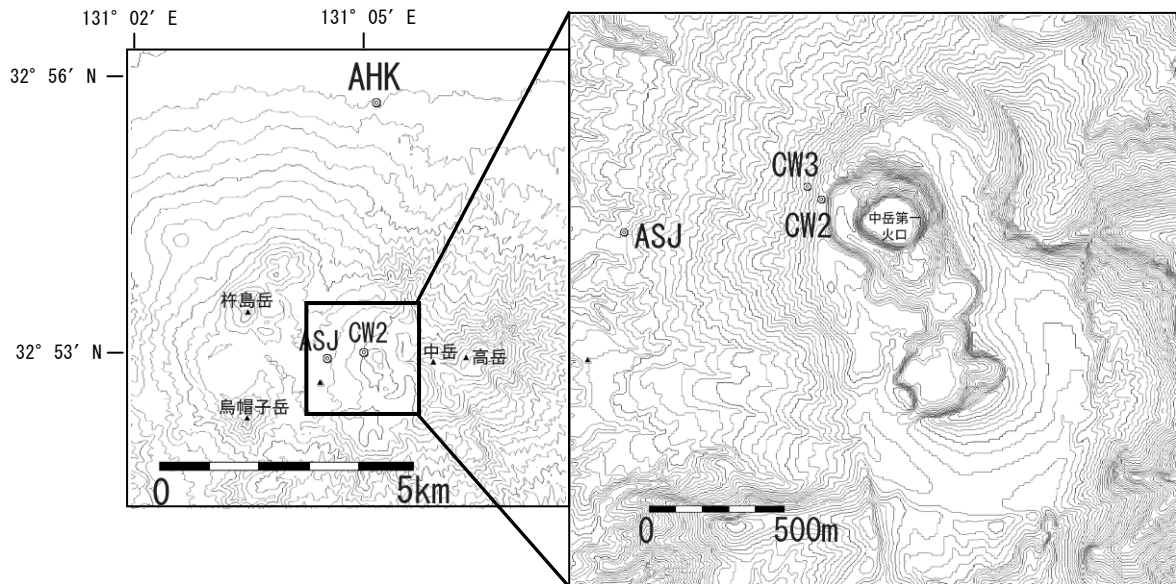 131° 02′ E
131° 05′ E
32° 56′ N
AHK
CW3
CW2
中岳第一
火口
ASJ
杵島岳
ASJ
CW2
中岳
高岳
32° 53′ N
烏帽子岳
0
5km
0
500m